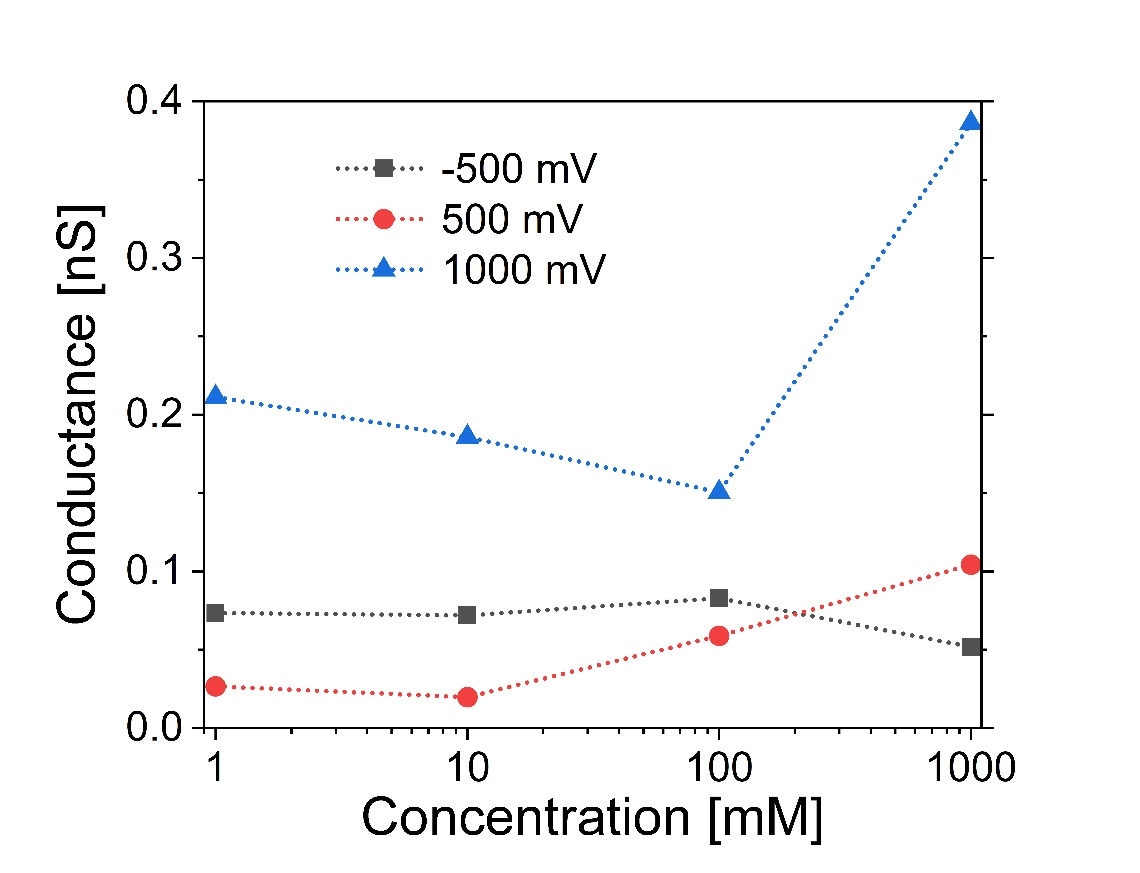 0.4
0.3
0.2
0.1
0.0
Conductance [nS]
-500 mV
500 mV
1000 mV
1 10 100 1000
Concentration [mM]